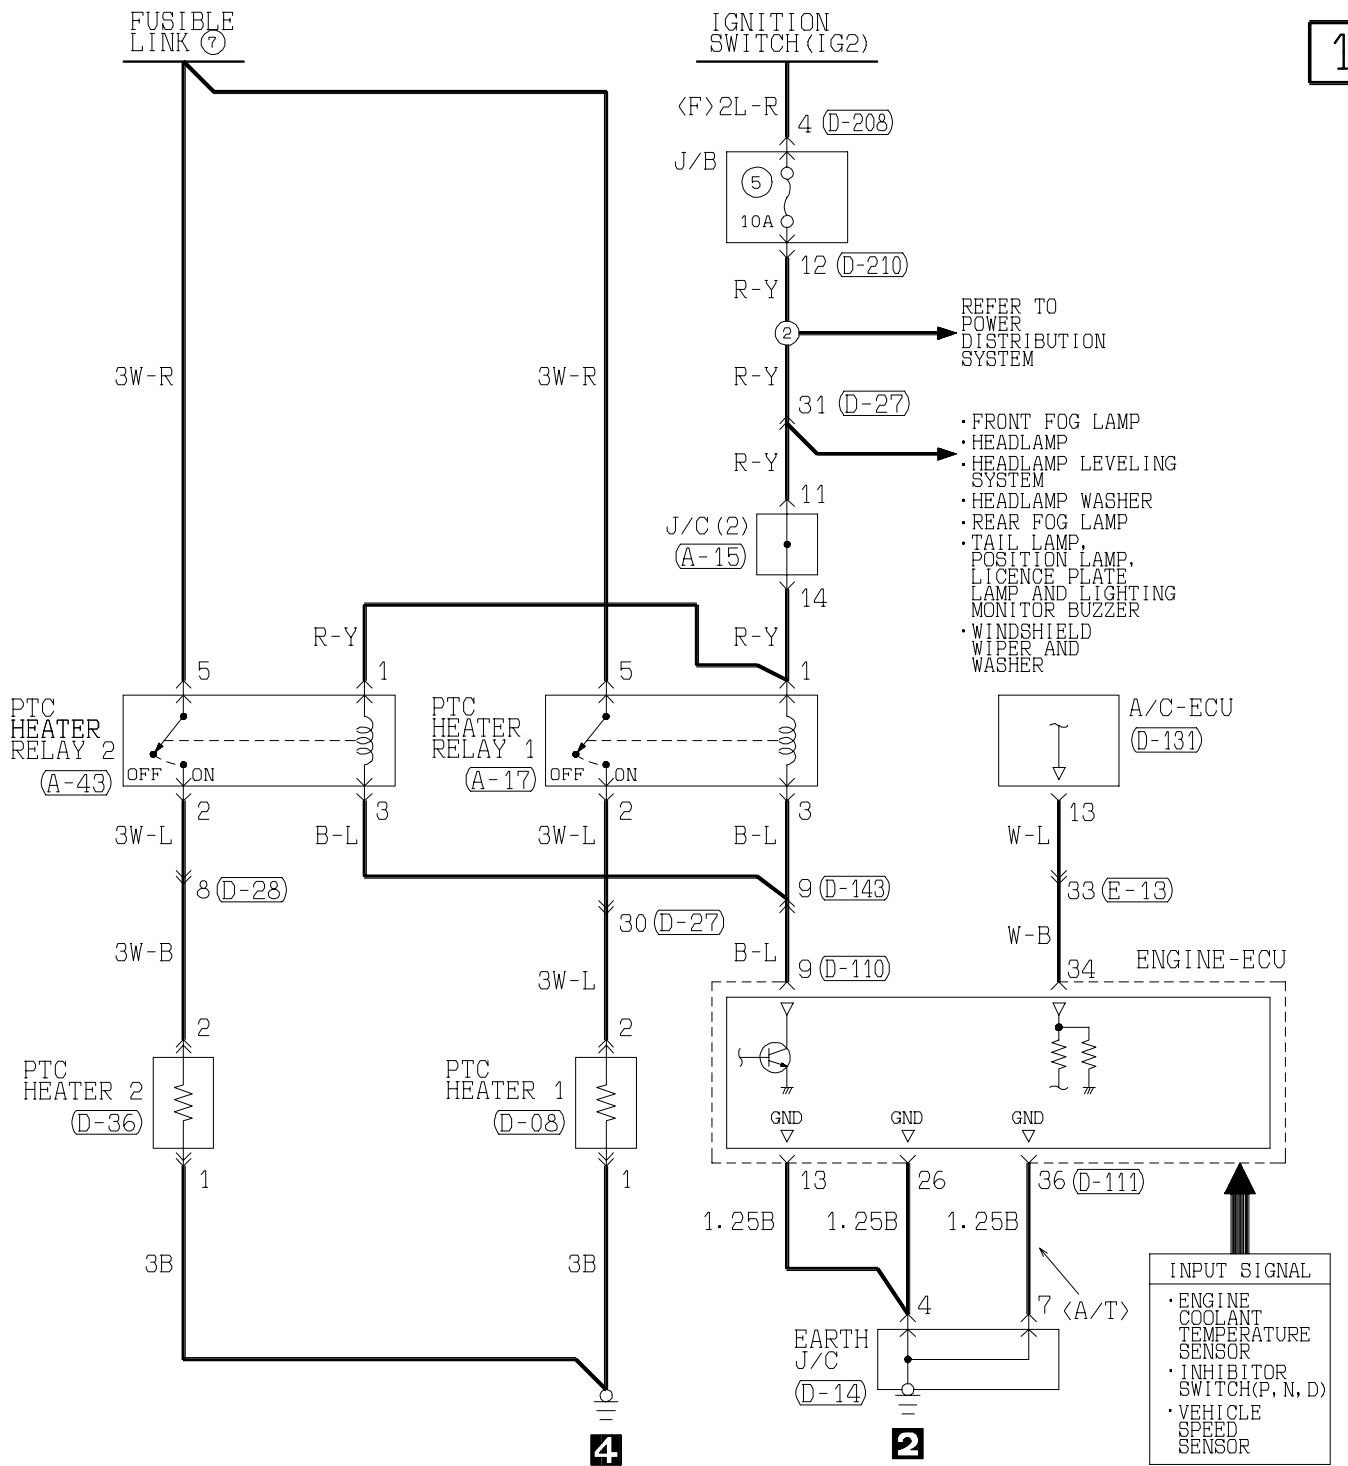 FUSIBLE
LINK 7
IGNITION
SWITCH(IG2)
1
<F>2L-R
4 D-208
J/B
5
10A
12 D-210
R-Y
2
REFER TO
POWER
DISTRIBUTION
SYSTEM
3W-R
3W-R
R-Y
31 D-27
·FRONT FOG LAMP
·HEADLAMP
·HEADLAMP LEVELING
SYSTEM
·HEADLAMP WASHER
·REAR FOG LAMP
·TAIL LAMP,
POSITION LAMP,
LICENCE PLATE
LAMP AND LIGHTING
MONITOR BUZZER
·WINDSHIELD
WIPER AND
WASHER
R-Y
11
J/C(2)
A-15
14
R-Y
R-Y
5
1
5
1
PTC
HEATER
RELAY 2
A-43
OFF
ON
PTC
HEATER
RELAY 1
A-17
OFF
ON
A/C-ECU
D-131
2
3
2
3
13
3W-L
B-L
3W-L
B-L
W-L
8 D-28
30 D-27
9 D-143
33 E-13
3W-B
3W-L
B-L
W-B
9 D-110
34
ENGINE-ECU
2
2
PTC
HEATER 2
D-36
PTC
HEATER 1
D-08
GND
GND
GND
1
1
13
26
36 D-111
1.25B
1.25B
1.25B
3B
3B
4
7
<A/T>
EARTH
J/C
D-14
4
2
INPUT SIGNAL
·ENGINE
COOLANT
TEMPERATURE
SENSOR
·INHIBITOR
SWITCH(P,N,D)
·VEHICLE
SPEED
SENSOR